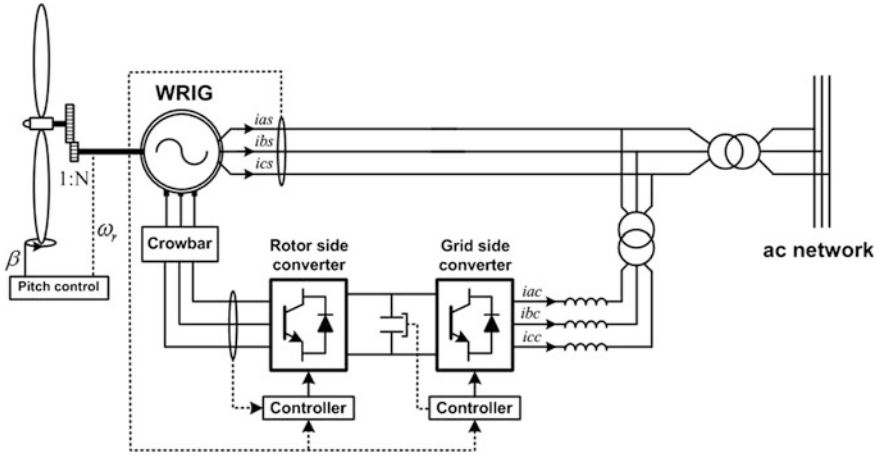 WRIG
ias
ibs
ics
1:N
ω_r
β
Pitch control
Crowbar
Rotor side
converter
Grid side
converter
iac
ibc
icc
ac network
Controller
Controller